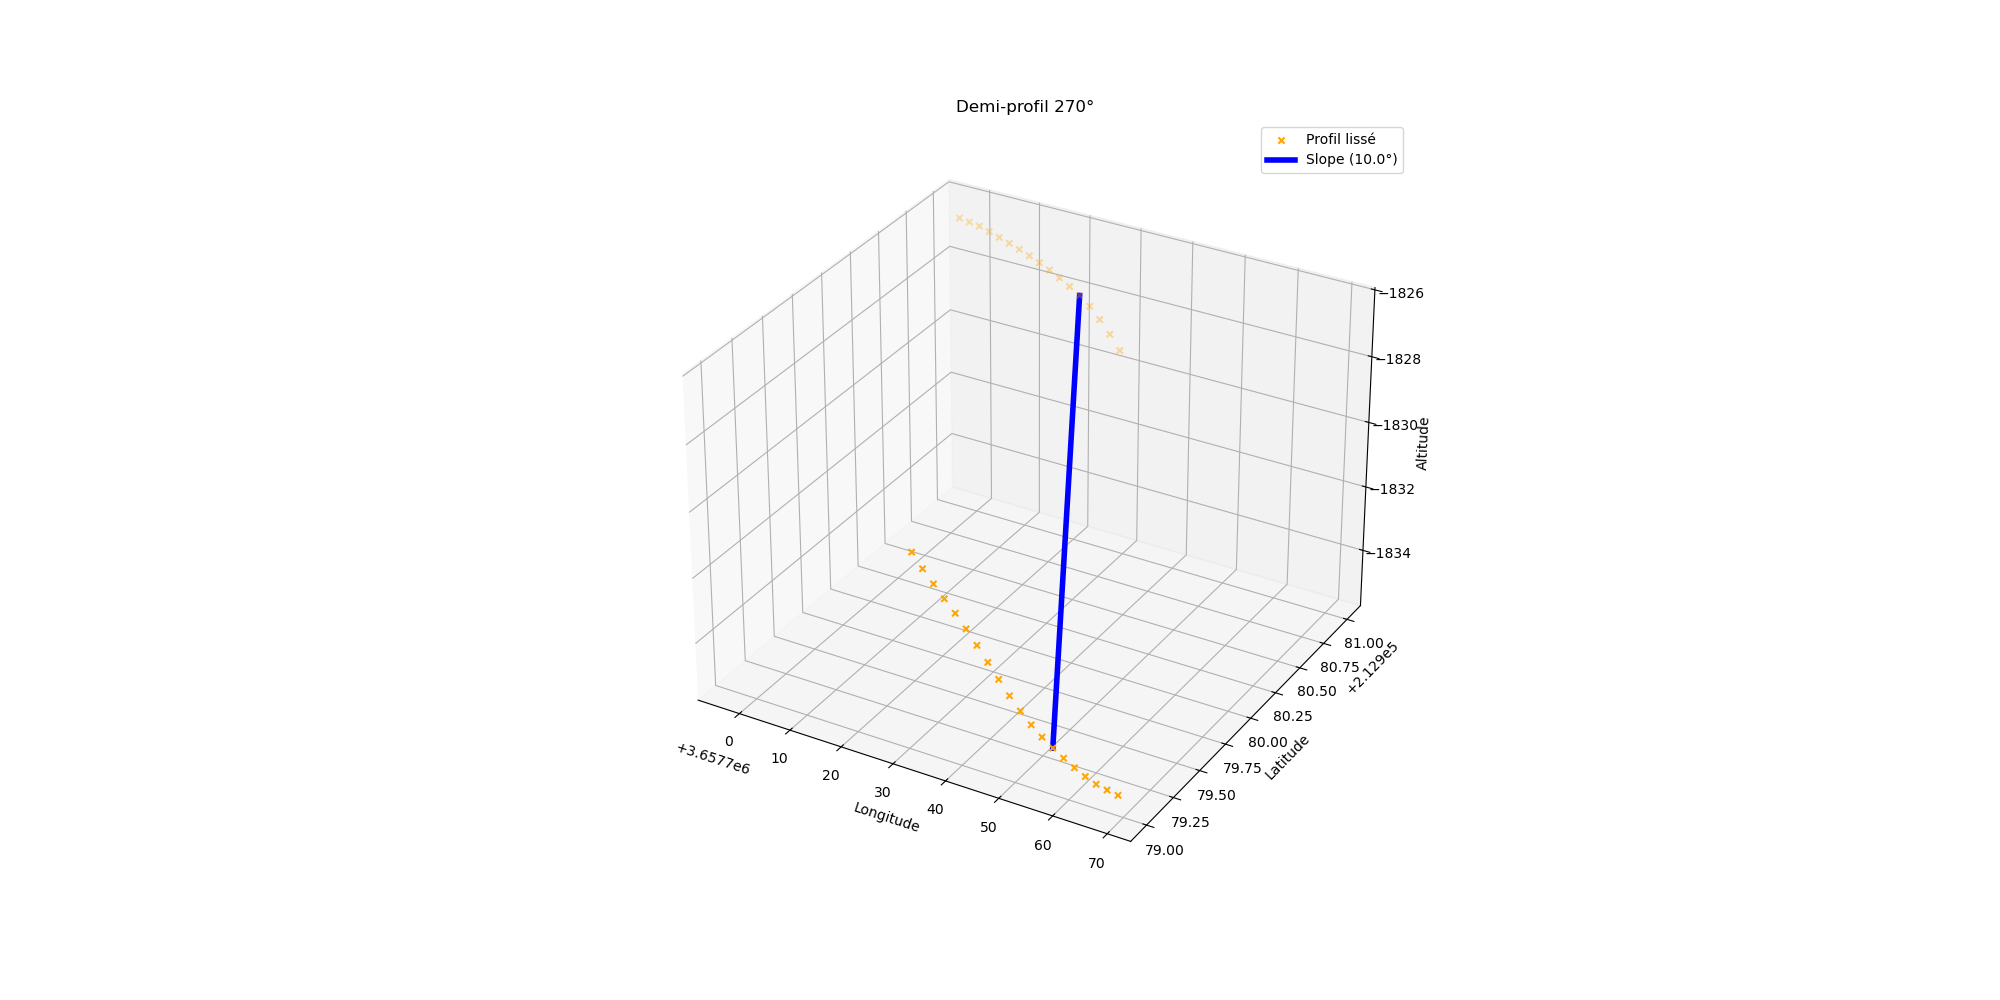 Demi-profil 270°
Profil lissé
Slope (10.0°)
−1826
−1828
−1830
−1832
−1834
Altitude
81.00
80.75
80.50
80.25
80.00
79.75
79.50
79.25
79.00
+2.129e5
Latitude
0
10
20
30
40
50
60
70
+3.6577e6
Longitude